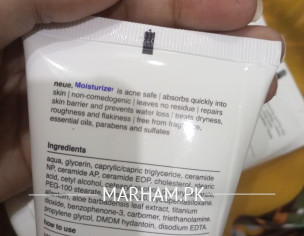 neue, Moisturizer is acne safe | absorbs quickly into
skin | non-comedogenic | leaves no residue | repairs
skin barrier and prevents water loss | treats dryness,
roughness and flakiness | free from fragrance,
essential oils, parabens and sulfates
Ingredients
aqua, glycerin, caprylic/capric triglyceride, ceramide
NP, ceramide AP, ceramide EOP, cholesterol,
acid, cetyl alcohol,
PEG-100 stearate,
MARHAM.PK
aloe barbadensis leaf extract, titanium
dioxide, benzophenone-3, carbomer, triethanolamine,
propylene glycol, DMDM hydantoin, disodium EDTA.
how to use